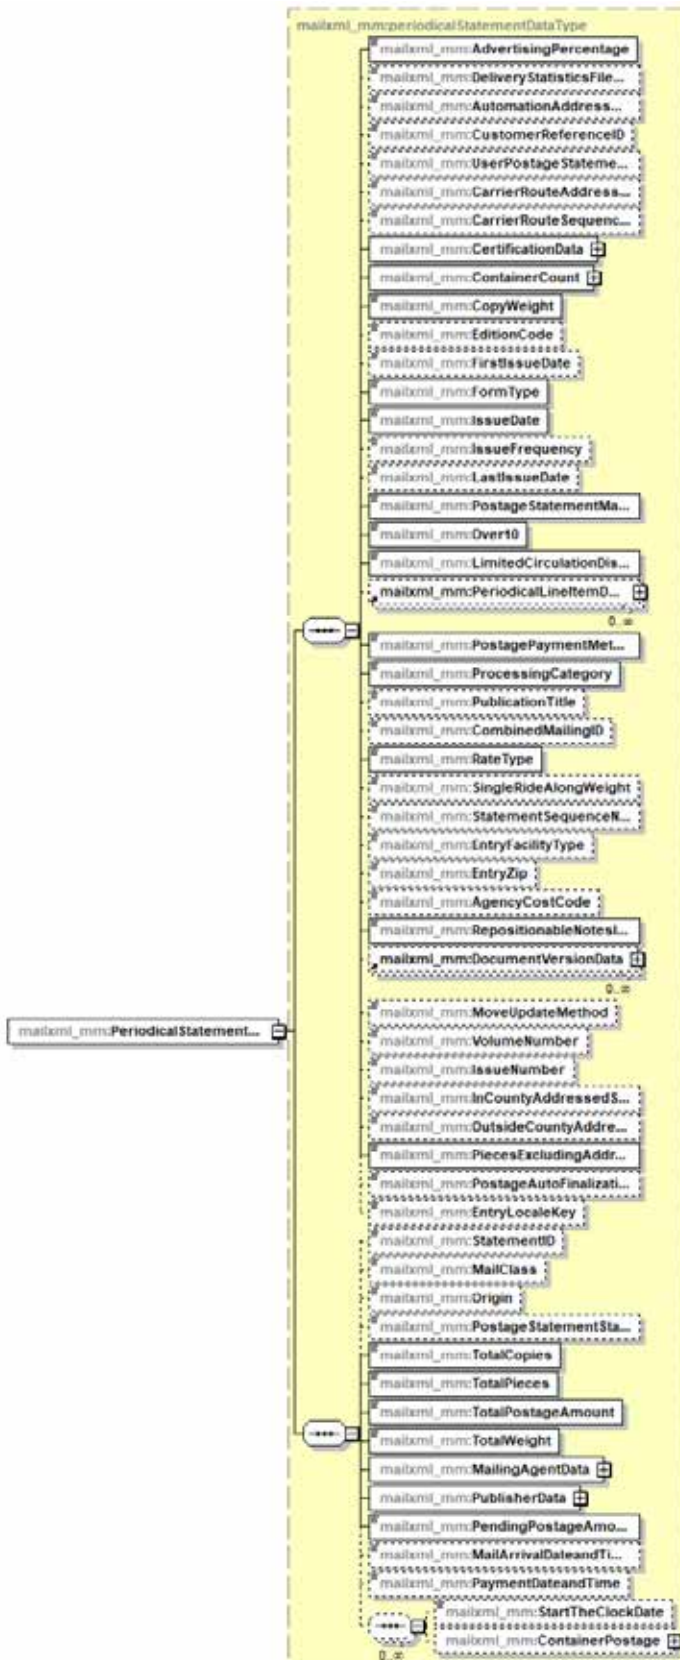 mailxml_mm:periodicalStatementDataType
mailxml_mm:AdvertisingPercentage
mailxml_mm:DeliveryStatisticsFile...
mailxml_mm:AutomationAddress...
mailxml_mm:CustomerReferenceID
mailxml_mm:UserPostageStateme...
mailxml_mm:CarrierRouteAddress...
mailxml_mm:CarrierRouteSequenc...
mailxml_mm:CertificationData
mailxml_mm:ContainerCount
mailxml_mm:CopyWeight
mailxml_mm:EditionCode
mailxml_mm:FirstIssueDate
mailxml_mm:FormType
mailxml_mm:IssueDate
mailxml_mm:IssueFrequency
mailxml_mm:LastIssueDate
mailxml_mm:PostageStatementMa...
mailxml_mm:Over10
mailxml_mm:LimitedCirculationDis...
mailxml_mm:PeriodicalLineItemD...
0..∞
mailxml_mm:PostagePaymentMet...
mailxml_mm:ProcessingCategory
mailxml_mm:PublicationTitle
mailxml_mm:CombinedMailingID
mailxml_mm:RateType
mailxml_mm:SingleRideAlongWeight
mailxml_mm:StatementSequenceN...
mailxml_mm:EntryFacilityType
mailxml_mm:EntryZip
mailxml_mm:AgencyCostCode
mailxml_mm:RepositionableNotesI...
mailxml_mm:DocumentVersionData
0..∞
mailxml_mm:PeriodicalStatement...
mailxml_mm:MoveUpdateMethod
mailxml_mm:VolumeNumber
mailxml_mm:IssueNumber
mailxml_mm:InCountyAddressedS...
mailxml_mm:OutsideCountyAddre...
mailxml_mm:PiecesExcludingAddr...
mailxml_mm:PostageAutoFinalizati...
mailxml_mm:EntryLocaleKey
mailxml_mm:StatementID
mailxml_mm:MailClass
mailxml_mm:Origin
mailxml_mm:PostageStatementSta...
mailxml_mm:TotalCopies
mailxml_mm:TotalPieces
mailxml_mm:TotalPostageAmount
mailxml_mm:TotalWeight
mailxml_mm:MailingAgentData
mailxml_mm:PublisherData
mailxml_mm:PendingPostageAmo...
mailxml_mm:MailArrivalDateandTi...
mailxml_mm:PaymentDateandTime
mailxml_mm:StartTheClockDate
mailxml_mm:ContainerPostage
0..∞